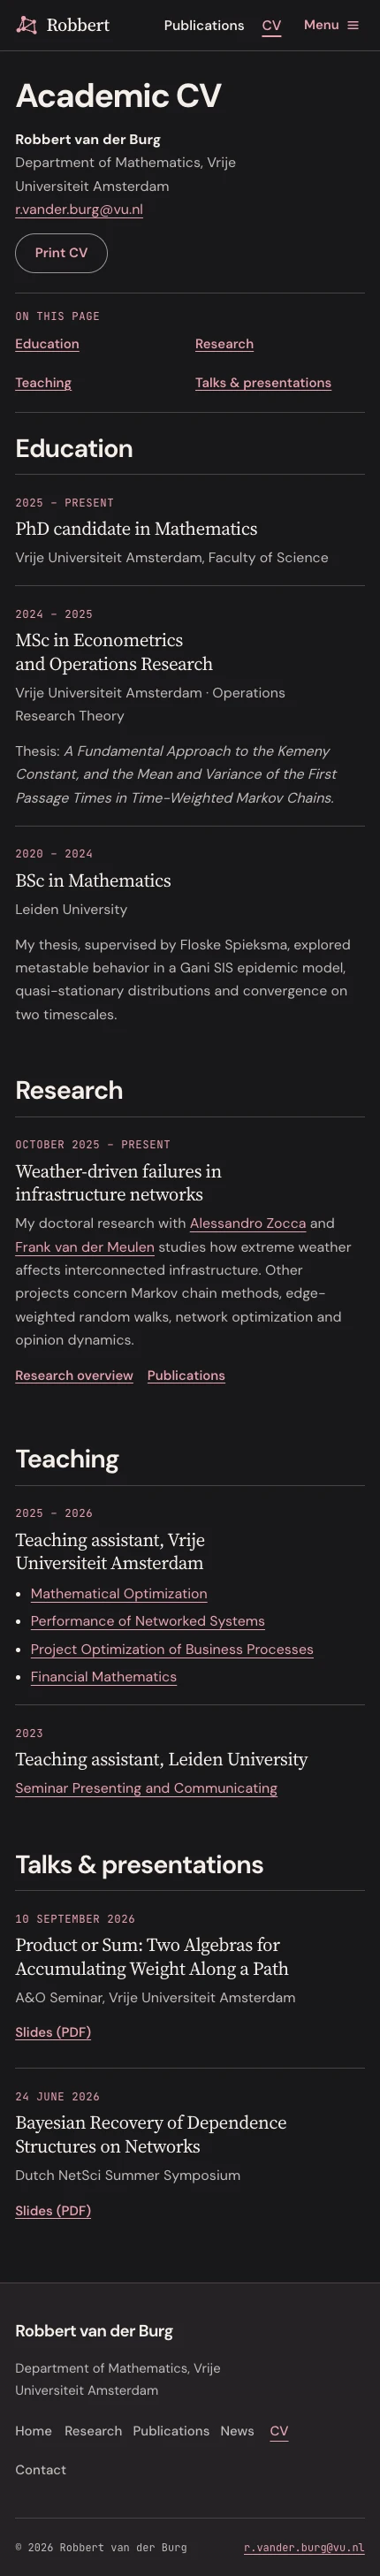 Robbert
Publications
CV
Menu
Academic CV
Robbert van der Burg
Department of Mathematics, Vrije
Universiteit Amsterdam
r.vander.burg@vu.nl
Print CV
ON THIS PAGE
Education
Research
Teaching
Talks & presentations
Education
2025 – PRESENT
PhD candidate in Mathematics
Vrije Universiteit Amsterdam, Faculty of Science
2024 – 2025
MSc in Econometrics
and Operations Research
Vrije Universiteit Amsterdam · Operations
Research Theory
Thesis: A Fundamental Approach to the Kemeny
Constant, and the Mean and Variance of the First
Passage Times in Time-Weighted Markov Chains.
2020 – 2024
BSc in Mathematics
Leiden University
My thesis, supervised by Floske Spieksma, explored
metastable behavior in a Gani SIS epidemic model,
quasi-stationary distributions and convergence on
two timescales.
Research
OCTOBER 2025 – PRESENT
Weather-driven failures in
infrastructure networks
My doctoral research with Alessandro Zocca and
Frank van der Meulen studies how extreme weather
affects interconnected infrastructure. Other
projects concern Markov chain methods, edge-
weighted random walks, network optimization and
opinion dynamics.
Research overview
Publications
Teaching
2025 – 2026
Teaching assistant, Vrije
Universiteit Amsterdam
• Mathematical Optimization
• Performance of Networked Systems
• Project Optimization of Business Processes
• Financial Mathematics
2023
Teaching assistant, Leiden University
Seminar Presenting and Communicating
Talks & presentations
10 SEPTEMBER 2026
Product or Sum: Two Algebras for
Accumulating Weight Along a Path
A&O Seminar, Vrije Universiteit Amsterdam
Slides (PDF)
24 JUNE 2026
Bayesian Recovery of Dependence
Structures on Networks
Dutch NetSci Summer Symposium
Slides (PDF)
Robbert van der Burg
Department of Mathematics, Vrije
Universiteit Amsterdam
Home Research Publications News CV
Contact
© 2026 Robbert van der Burg
r.vander.burg@vu.nl